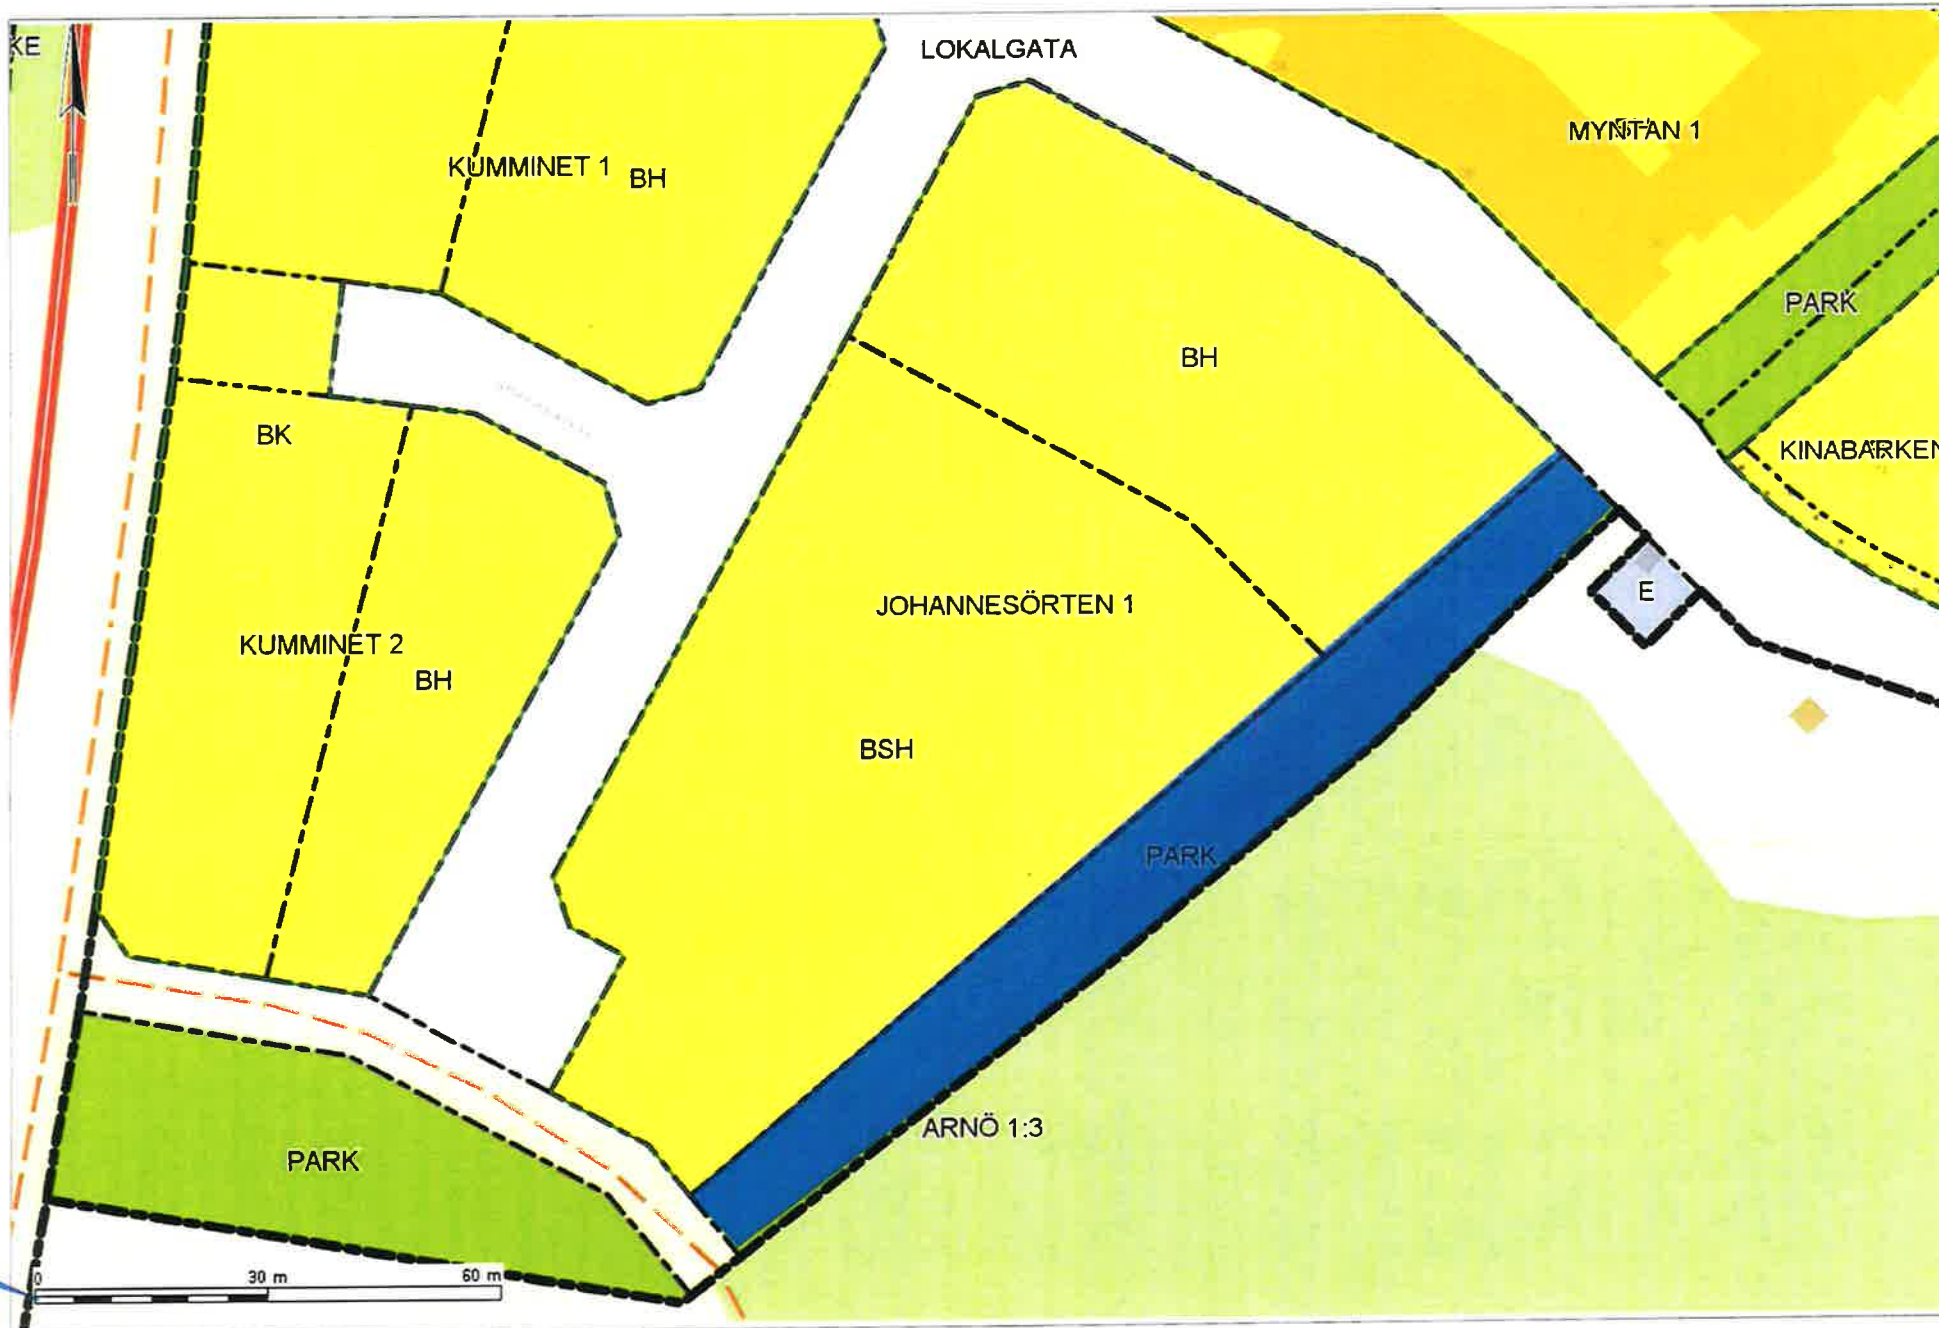 KE
LOKALGATA
MYNTAN 1
KUMMINET 1
BH
PARK
BH
BK
KINABARKEN
E
JOHANNESÖRTEN 1
KUMMINET 2
BH
BSH
PARK
ARNÖ 1:3
PARK
0 30 m 60 m